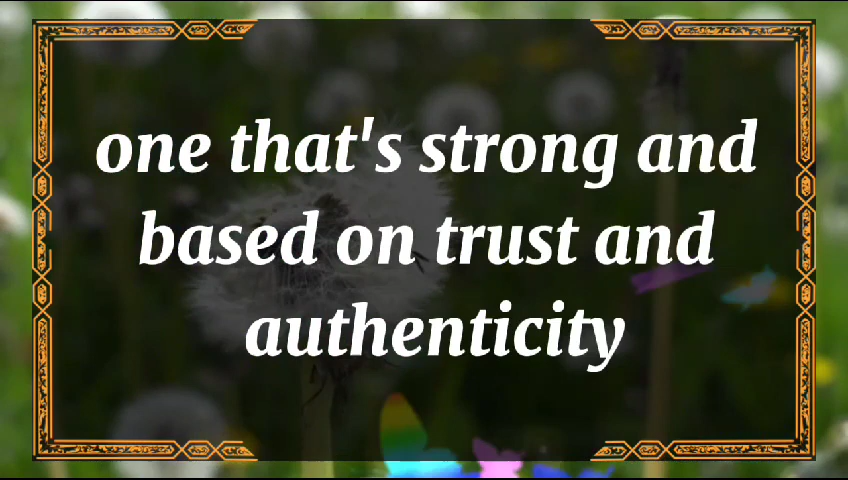 one that's strong and
based on trust and
authenticity